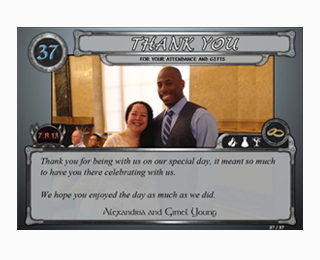 37
THANK YOU
FOR YOUR ATTENDANCE AND GIFTS
7.8.13
Thank you for being with us on our special day, it meant so much
to have you there celebrating with us.
We hope you enjoyed the day as much as we did.
Alexandria and Gimel Young
37 / 37